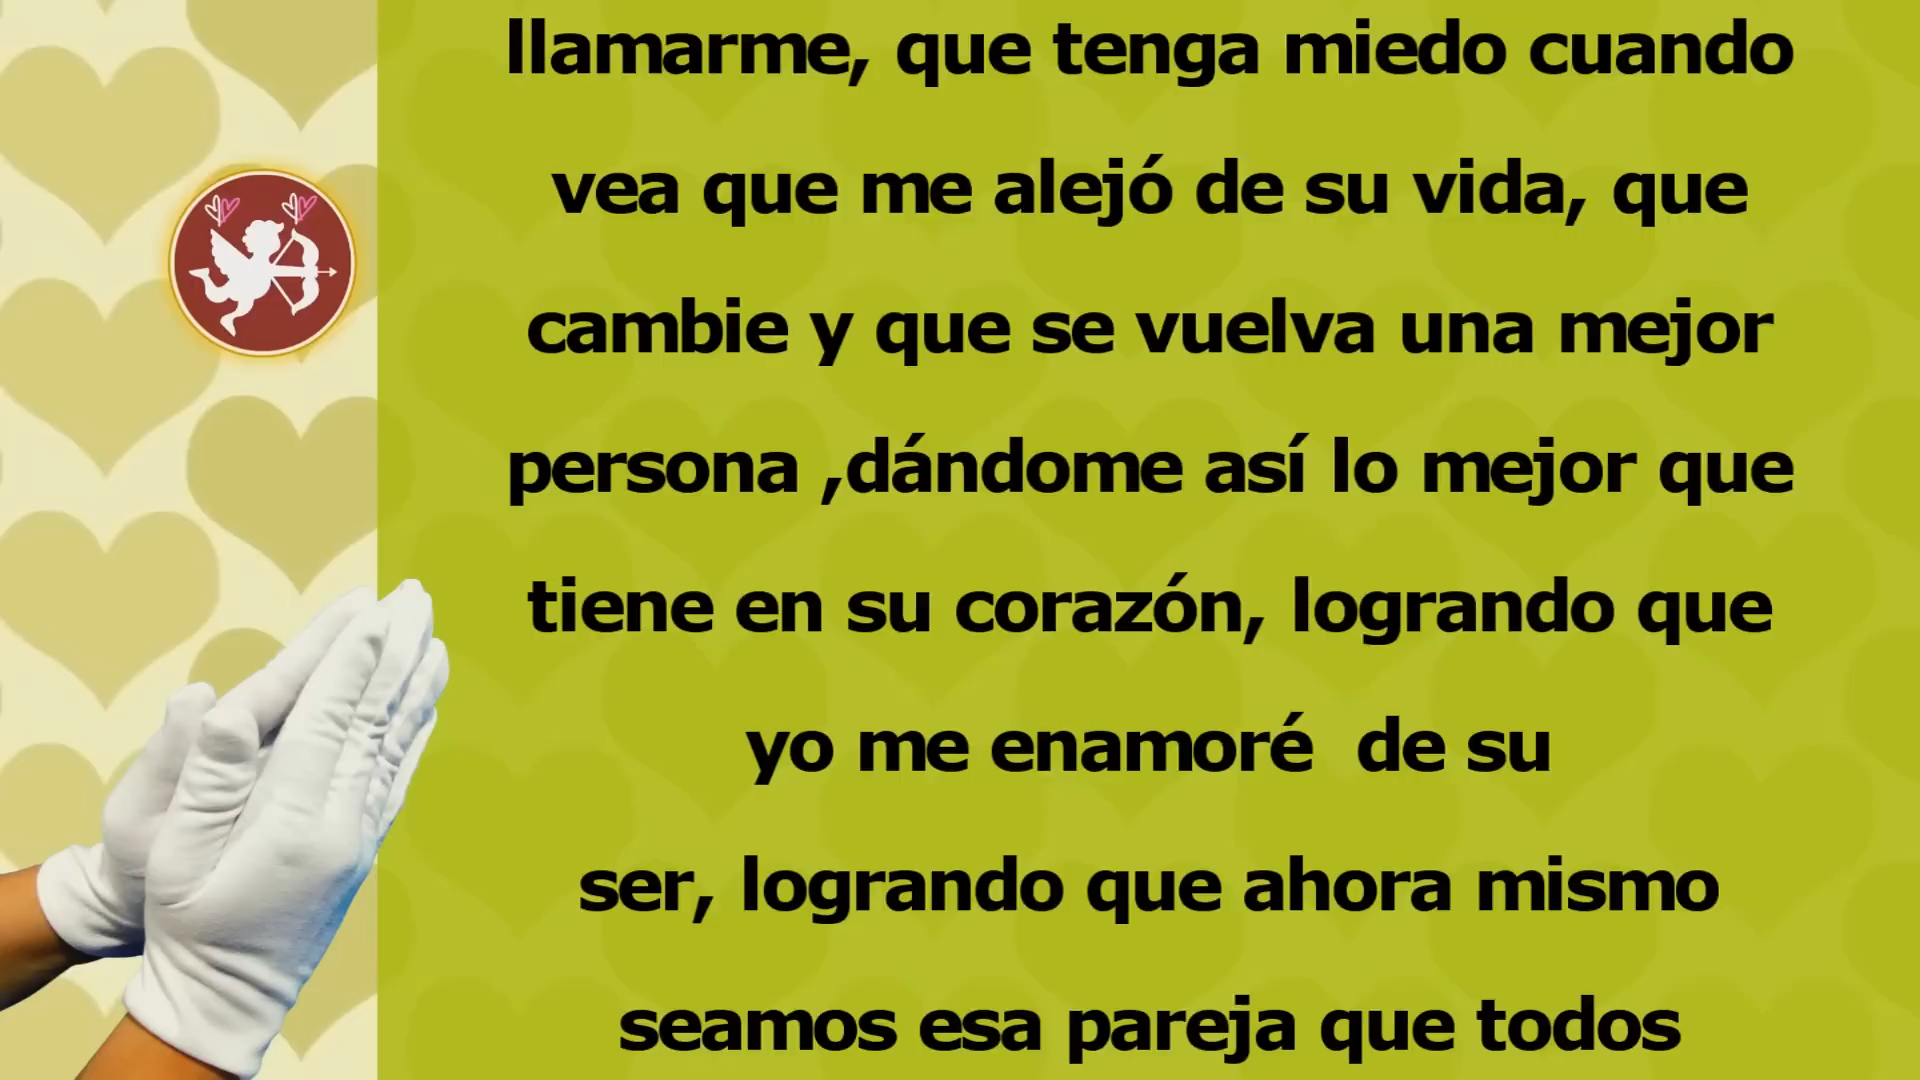 llamarme, que tenga miedo cuando
vea que me alejó de su vida, que
cambie y que se vuelva una mejor
persona ,dándome así lo mejor que
tiene en su corazón, logrando que
yo me enamoré  de su
ser, logrando que ahora mismo
seamos esa pareja que todos